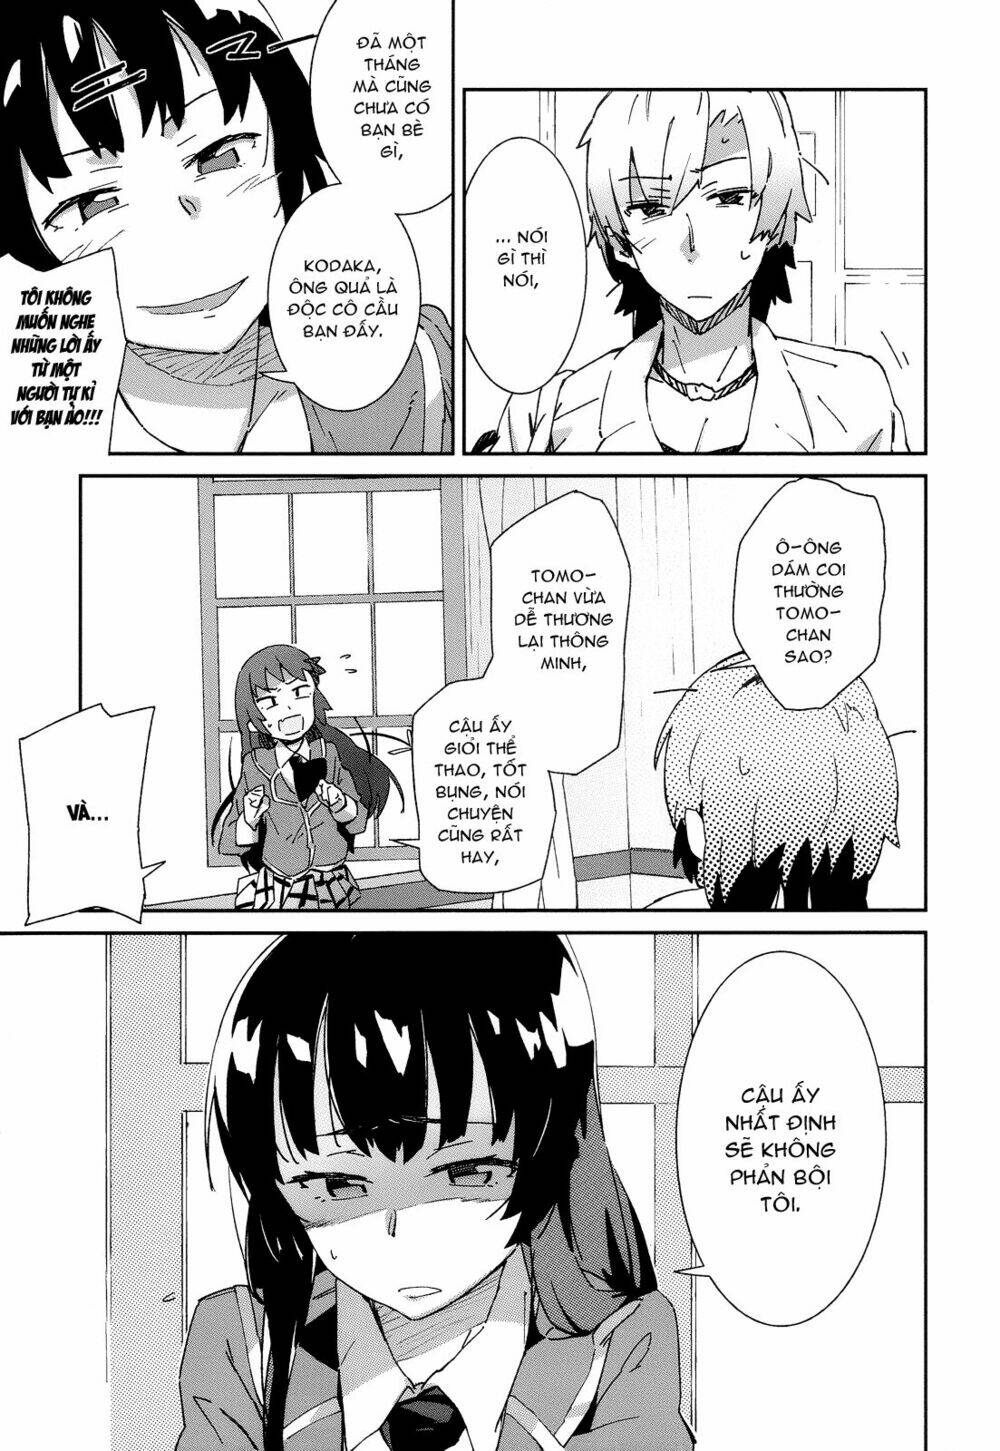 ... NÓI
GÌ THÌ
NÓI,
ĐÃ MỘT
THÁNG
MÀ CŨNG
CHƯA CÓ
BẠN BÈ
GÌ,
KODAKA,
ÔNG QUẢ LÀ
ĐỘC CÔ CẦU
BẠN ĐẤY.
TÔI KHÔNG
MUỐN NGHE
NHỮNG LỜI ẤY
TỪ MỘT
NGƯỜI TỰ KỈ
VỚI BẠN ẢO!!!
Ô-ÔNG
DÁM COI
THƯỜNG
TOMO-
CHAN
SAO?
TOMO-
CHAN VỪA
DỄ THƯƠNG
LẠI THÔNG
MINH,
CẬU ẤY
GIỎI THỂ
THAO, TỐT
BỤNG, NÓI
CHUYỆN
CŨNG RẤT
HAY,
VÀ...
CẬU ẤY
NHẤT ĐỊNH
SẼ KHÔNG
PHẢN BỘI
TÔI.